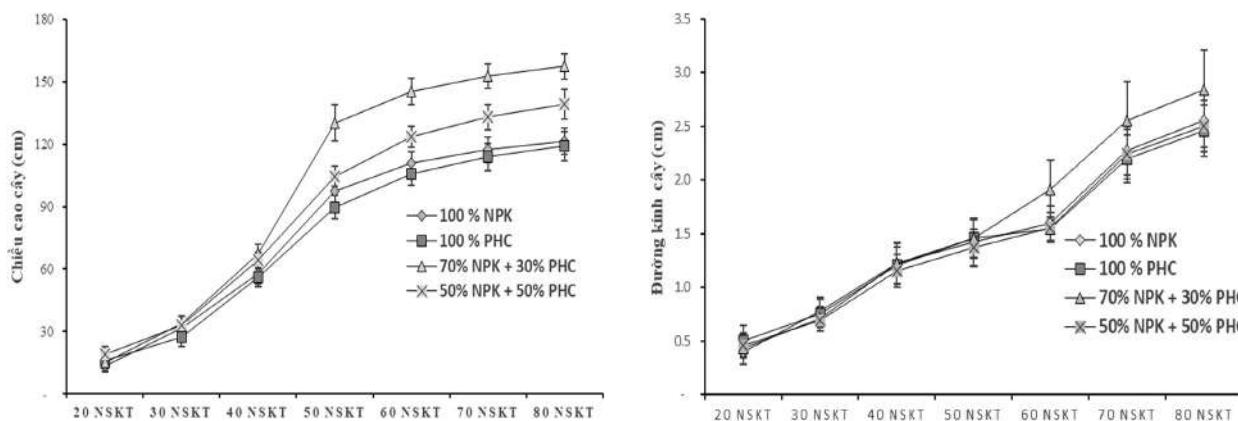 Chiều cao cây (cm)
180
150
120
90
60
30
-
20 NSKT 30 NSKT 40 NSKT 50 NSKT 60 NSKT 70 NSKT 80 NSKT
100 % NPK
100 % PHC
70% NPK + 30% PHC
50% NPK + 50% PHC
Đường kính cây (cm)
3.5
3.0
2.5
2.0
1.5
1.0
0.5
-
20 NSKT 30 NSKT 40 NSKT 50 NSKT 60 NSKT 70 NSKT 80 NSKT
100 % NPK
100 % PHC
70% NPK + 30% PHC
50% NPK + 50% PHC